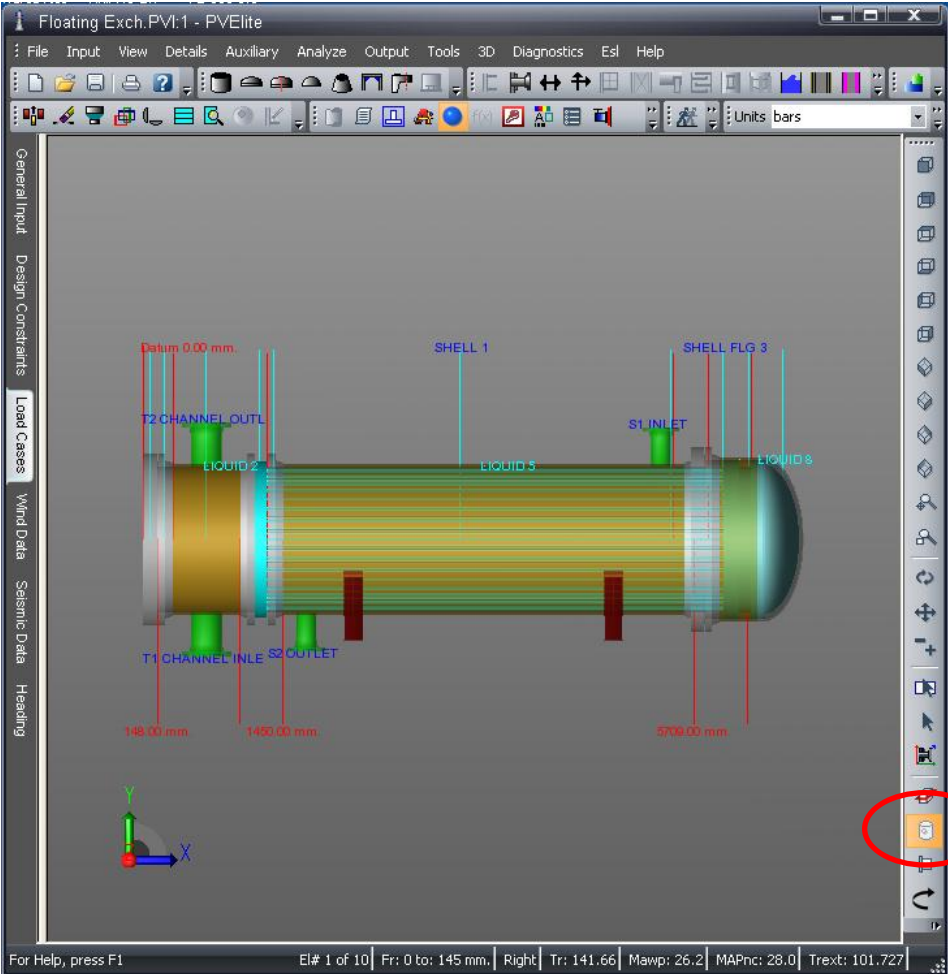 Floating Exch.PVI:1 - PVElite
File Input View Details Auxiliary Analyze Output Tools 3D Diagnostics Esl Help
Units bars
General Input
Design Constraints
Load Cases
Wind Data
Seismic Data
Heading
Datum 0.00 mm.
SHELL 1
SHELL FLG 3
T2 CHANNEL OUTL
S1 INLET
LIQUID 2
LIQUID 5
LIQUID 8
T1 CHANNEL INLE
S2 OUTLET
148.00 mm.
1450.00 mm.
5709.00 mm.
Y
X
For Help, press F1
El# 1 of 10 Fr: 0 to: 145 mm. Right Tr: 141.66 Mawp: 26.2 MAPnc: 28.0 Trext: 101.727